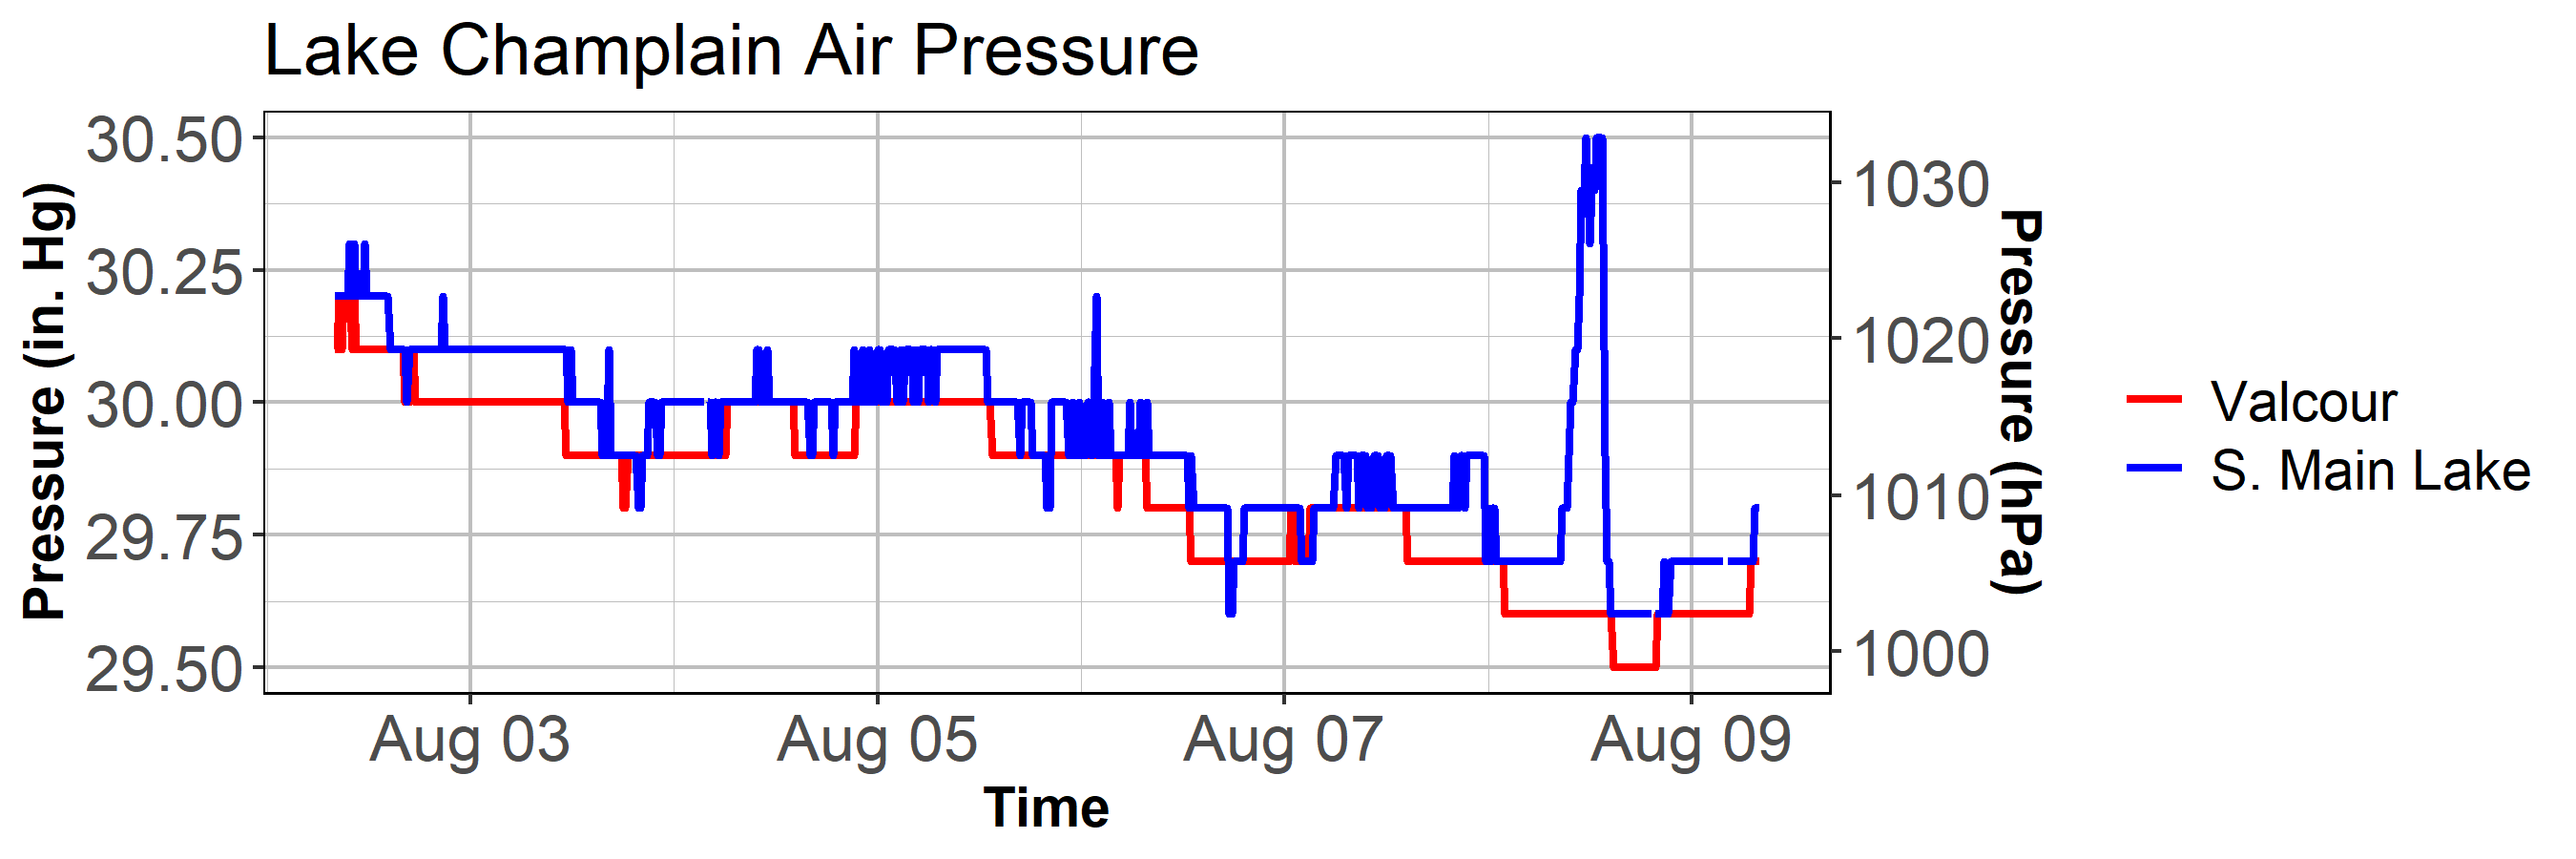 Lake Champlain Air Pressure
Pressure (in. Hg)
30.50
30.25
30.00
29.75
29.50
1030
1020
1010
1000
Pressure (hPa)
Aug 03
Aug 05
Aug 07
Aug 09
Time
Valcour
S. Main Lake